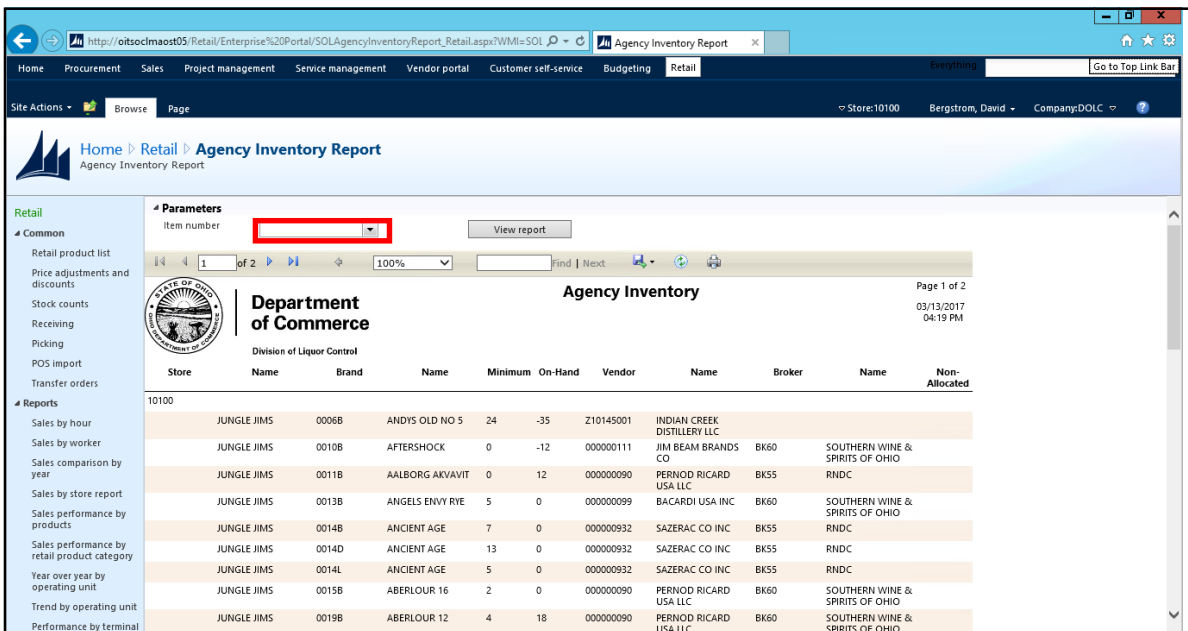 http://oitsoclmaost05/Retail/Enterprise%20Portal/SOLAgencyInventoryReport_Retail.aspx?WMI=SOL
Agency Inventory Report
Home Procurement Sales Project management Service management Vendor portal Customer self-service Budgeting Retail Everything Go to Top Link Bar
Site Actions Browse Page Store:10100 Bergstrom, David Company:DOLC
Home Retail Agency Inventory Report
Agency Inventory Report
Retail
Common
Retail product list
Price adjustments and
discounts
Stock counts
Receiving
Picking
POS import
Transfer orders
Reports
Sales by hour
Sales by worker
Sales comparison by
year
Sales by store report
Sales performance by
products
Sales performance by
retail product category
Year over year by
operating unit
Trend by operating unit
Performance by terminal
Parameters
Item number View report
1 of 2 100% Find | Next
Department
of Commerce
Division of Liquor Control
Agency Inventory
Page 1 of 2
03/13/2017
04:19 PM
Store Name Brand Name Minimum On-Hand Vendor Name Broker Name Non-
Allocated
10100
JUNGLE JIMS 0006B ANDYS OLD NO 5 24 -35 Z10145001 INDIAN CREEK
DISTILLERY LLC
JUNGLE JIMS 0010B AFTERSHOCK 0 -12 000000111 JIM BEAM BRANDS BK60 SOUTHERN WINE &
CO SPIRITS OF OHIO
JUNGLE JIMS 0011B AALBORG AKVAVIT 0 12 000000090 PERNOD RICARD BK55 RNDC
USA LLC
JUNGLE JIMS 0013B ANGELS ENVY RYE 5 0 000000099 BACARDI USA INC BK60 SOUTHERN WINE &
SPIRITS OF OHIO
JUNGLE JIMS 0014B ANCIENT AGE 7 0 000000932 SAZERAC CO INC BK55 RNDC
JUNGLE JIMS 0014D ANCIENT AGE 13 0 000000932 SAZERAC CO INC BK55 RNDC
JUNGLE JIMS 0014L ANCIENT AGE 5 0 000000932 SAZERAC CO INC BK55 RNDC
JUNGLE JIMS 0015B ABERLOUR 16 2 0 000000090 PERNOD RICARD BK60 SOUTHERN WINE &
USA LLC SPIRITS OF OHIO
JUNGLE JIMS 0019B ABERLOUR 12 4 18 000000090 PERNOD RICARD BK60 SOUTHERN WINE &
USA LLC SPIRITS OF OHIO